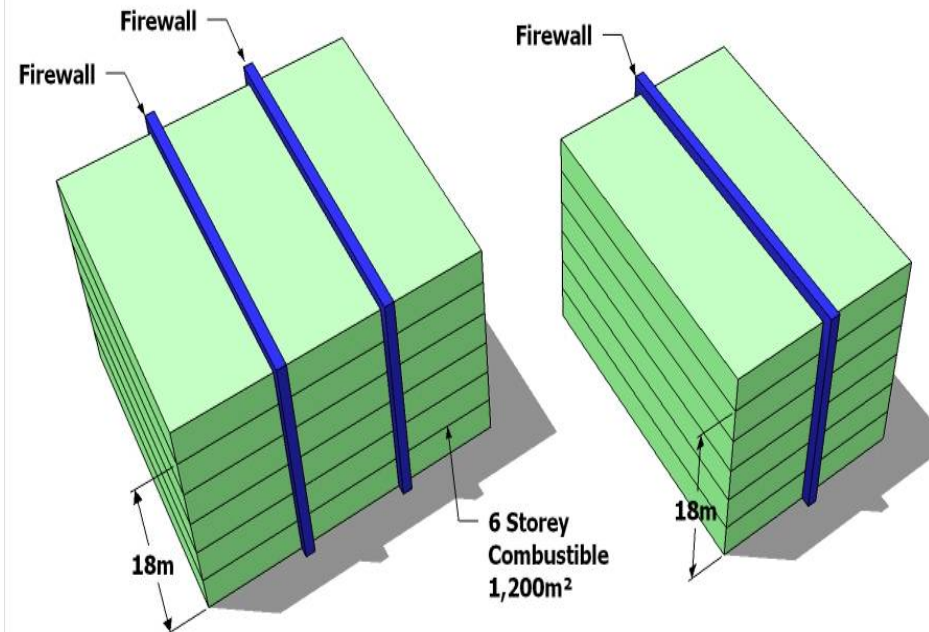 Firewall
Firewall
Firewall
18m
18m
6 Storey
Combustible
1,200m²